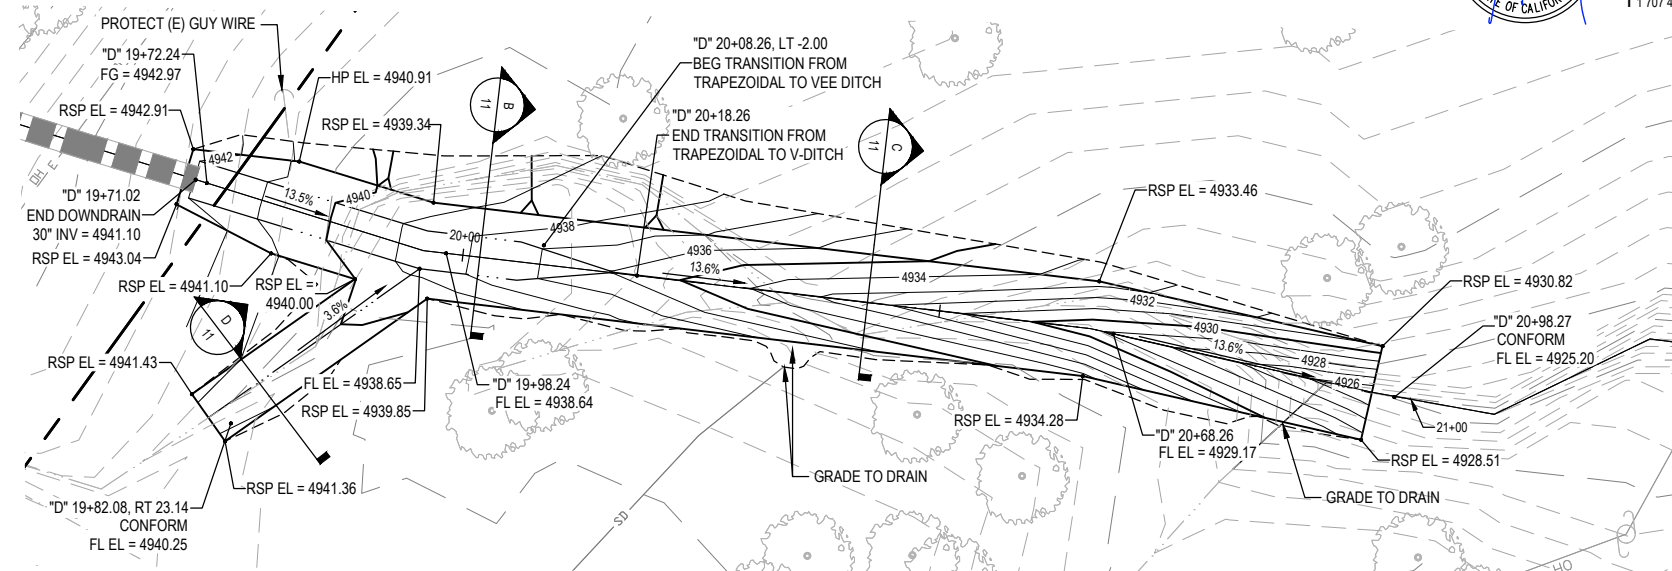 PROTECT (E) GUY WIRE
"D" 19+72.24
FG = 4942.97
RSP EL = 4942.91
HP EL = 4940.91
RSP EL = 4939.34
"D" 20+08.26, LT -2.00
BEG TRANSITION FROM
TRAPEZOIDAL TO VEE DITCH
"D" 20+18.26
END TRANSITION FROM
TRAPEZOIDAL TO V-DITCH
B
11
C
11
E OF CALIFOR
1 707 4
OH E
4942
13.5%
4940
20+00
4938
4936
13.6%
4934
4932
4930
13.6%
4928
4926
"D" 19+71.02
END DOWNDRAIN
30" INV = 4941.10
RSP EL = 4943.04
RSP EL = 4941.10
RSP EL =
4940.00
3.6%
D
11
RSP EL = 4933.46
RSP EL = 4930.82
"D" 20+98.27
CONFORM
FL EL = 4925.20
RSP EL = 4941.43
FL EL = 4938.65
RSP EL = 4939.85
"D" 19+98.24
FL EL = 4938.64
RSP EL = 4934.28
"D" 20+68.26
FL EL = 4929.17
21+00
RSP EL = 4928.51
GRADE TO DRAIN
GRADE TO DRAIN
RSP EL = 4941.36
"D" 19+82.08, RT 23.14
CONFORM
FL EL = 4940.25
SD
HO